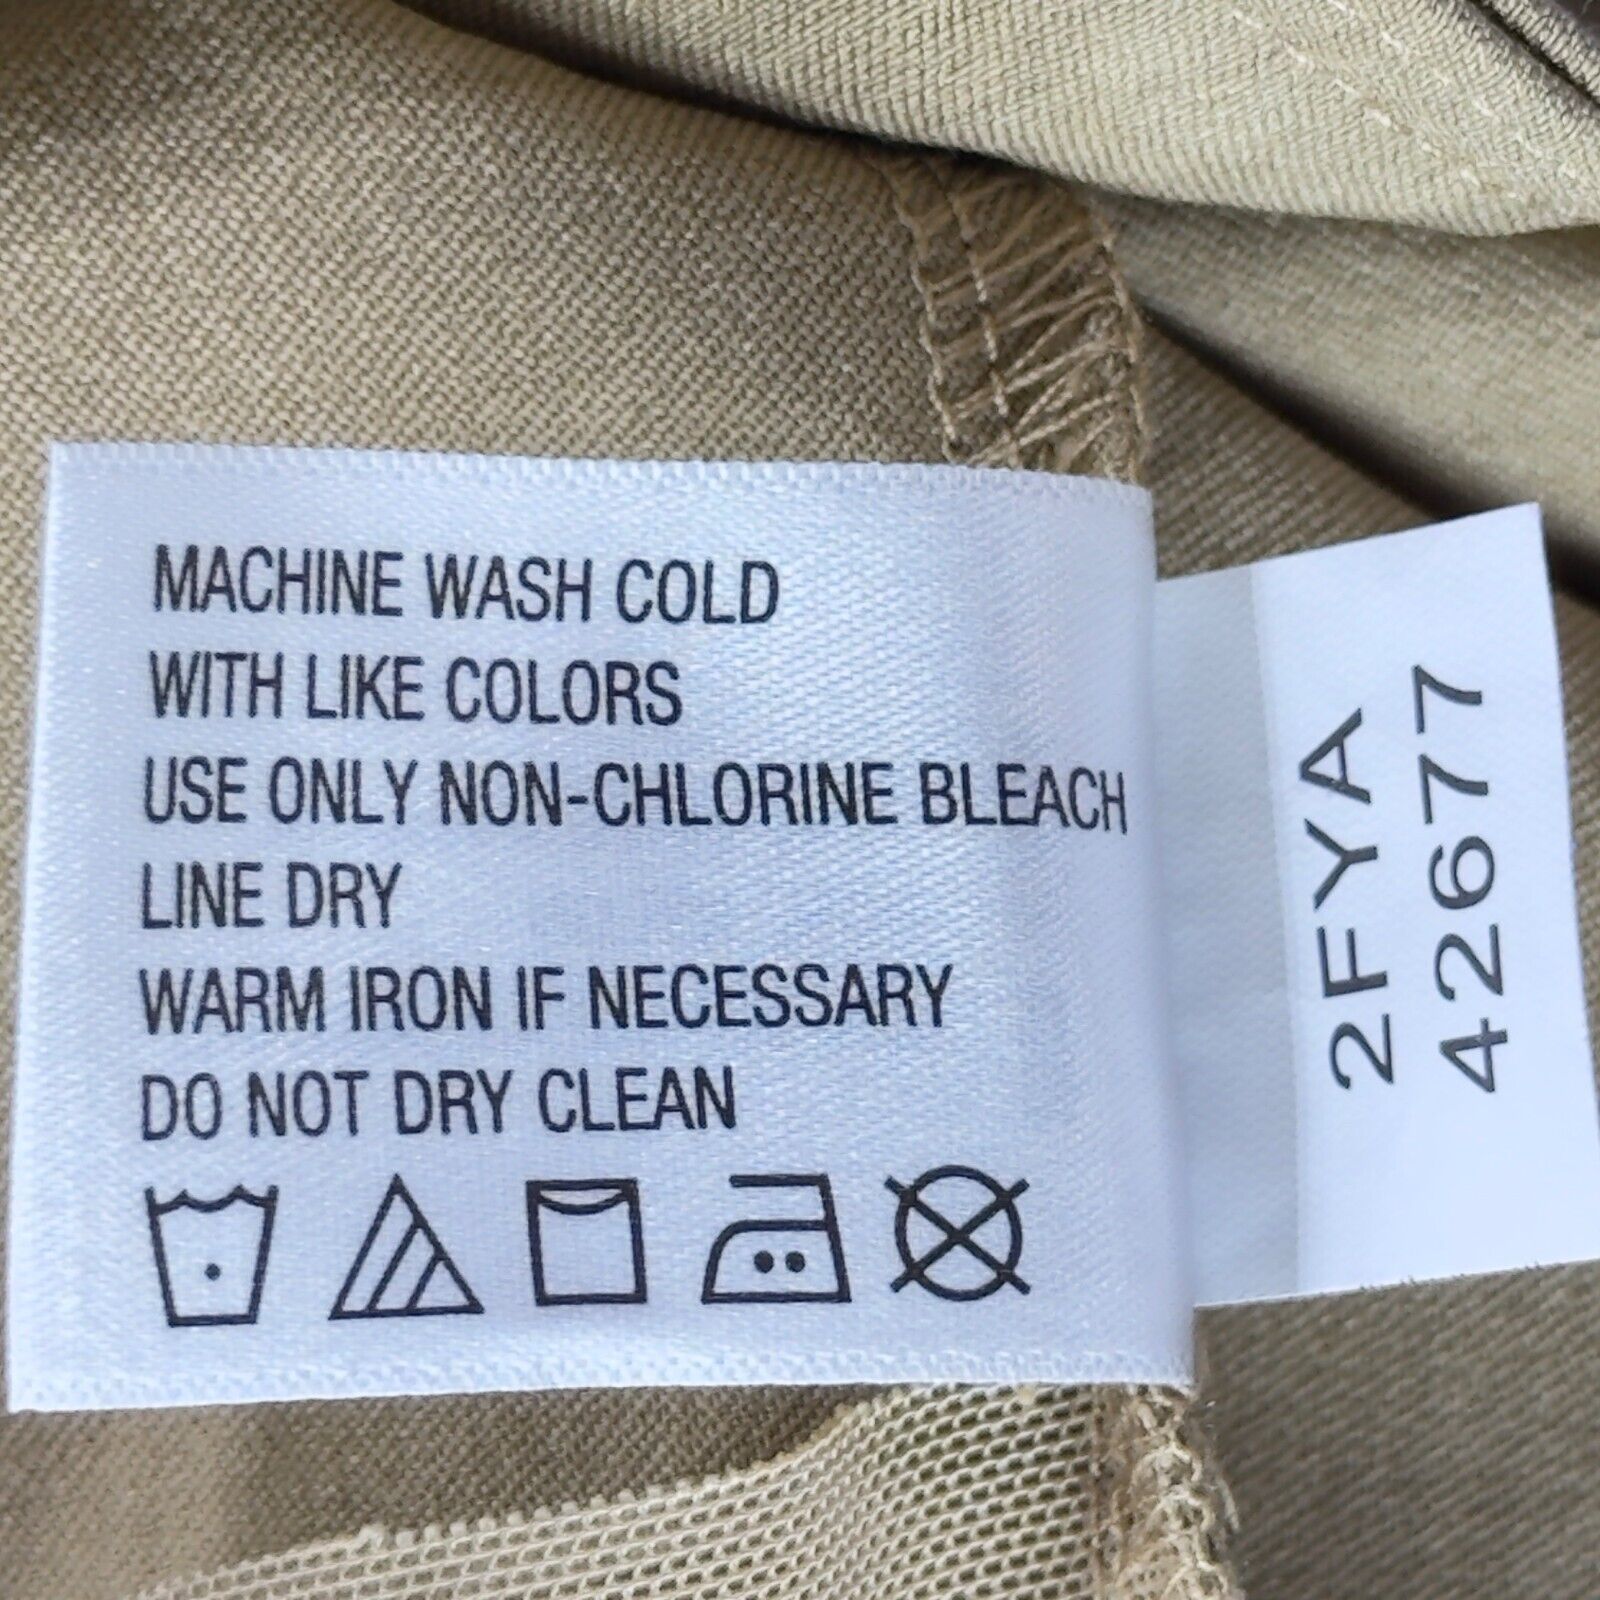 MACHINE WASH COLD
WITH LIKE COLORS
USE ONLY NON-CHLORINE BLEACH
LINE DRY
WARM IRON IF NECESSARY
DO NOT DRY CLEAN
2FYA
42677